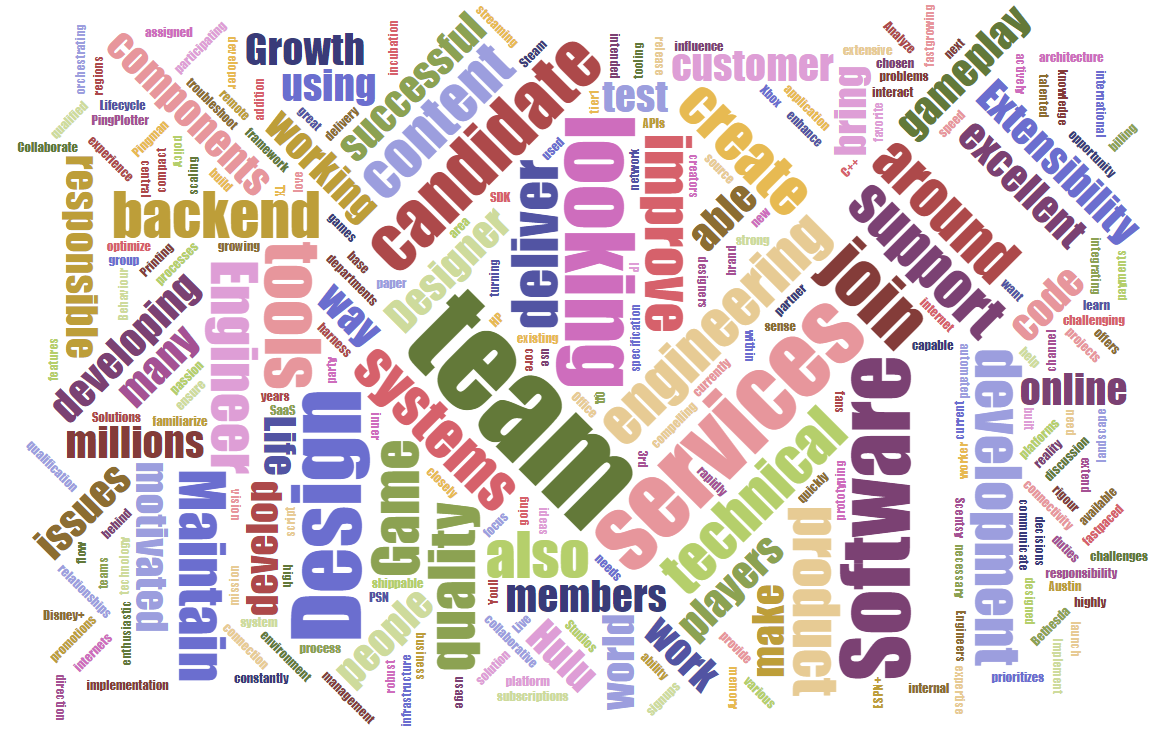 team
services
software
looking
candidate
Design
engineering
systems
technical
development
join
support
product
content
improve
create
successful
components
backend
tools
Engineer
working
deliver
Designer
Extensibility
excellent
around
gameplay
customer
test
Growth
using
responsible
developing
many
millions
issues
motivated
Maintain
develop
Life
Game
quality
people
also
members
Hulu
world
work
players
make
able
bring
code
online
way
assigned
participating
orchestrating
regions
developer
remote
addition
incubation
streaming
Steam
intended
tooling
tier1
ease
influence
Xbox
application
enhance
extensive
chosen
problems
Analyze
fastgrowing
next
interact
favorite
speed
actively
architecture
talented
knowledge
international
opportunity
billing
qualified
Lifecycle
PingPlotter
Collaborate
experience
Pingman
policy
troubleshoot
framework
great
delivery
central
compact
scaling
build
TV
love
games
used
network
APIs
creators
source
C++
SDK
area
new
strong
brand
designers
IP
specification
turing
optimize
group
Printing
processes
growing
base
departments
paper
Behaviour
features
passion
ensure
harness
Apart
HP
existing
use
core
QA
Office
within
partner
sense
currently
compelling
internet
want
integrating
payments
learn
challenging
projects
offers
channel
help
capable
automated
Solutions
familiarize
years
SaaS
inner
qualification
behind
vision
script
high
closely
going
ideas
focus
3rd
rapidly
fans
quickly
prototyping
current
worker
built
need
landscape
platforms
reality
discussion
extend
connectivity
rigour
available
fastpaced
flow
teams
technology
relationships
mission
system
shippable
PSN
Youll
needs
Scentsy
necessary
communicate
decisions
duties
challenges
responsibility
Austin
highly
designed
Disney+
promotions
internets
enthusiastic
connection
environment
process
collaborative
Live
Studios
solution
platform
subscriptions
ability
signups
provide
memory
various
Engineers
expertise
Bethesda
launch
implement
prioritizes
direction
implementation
constantly
management
robust
infrastructure
business
usage
ESPN+
internal